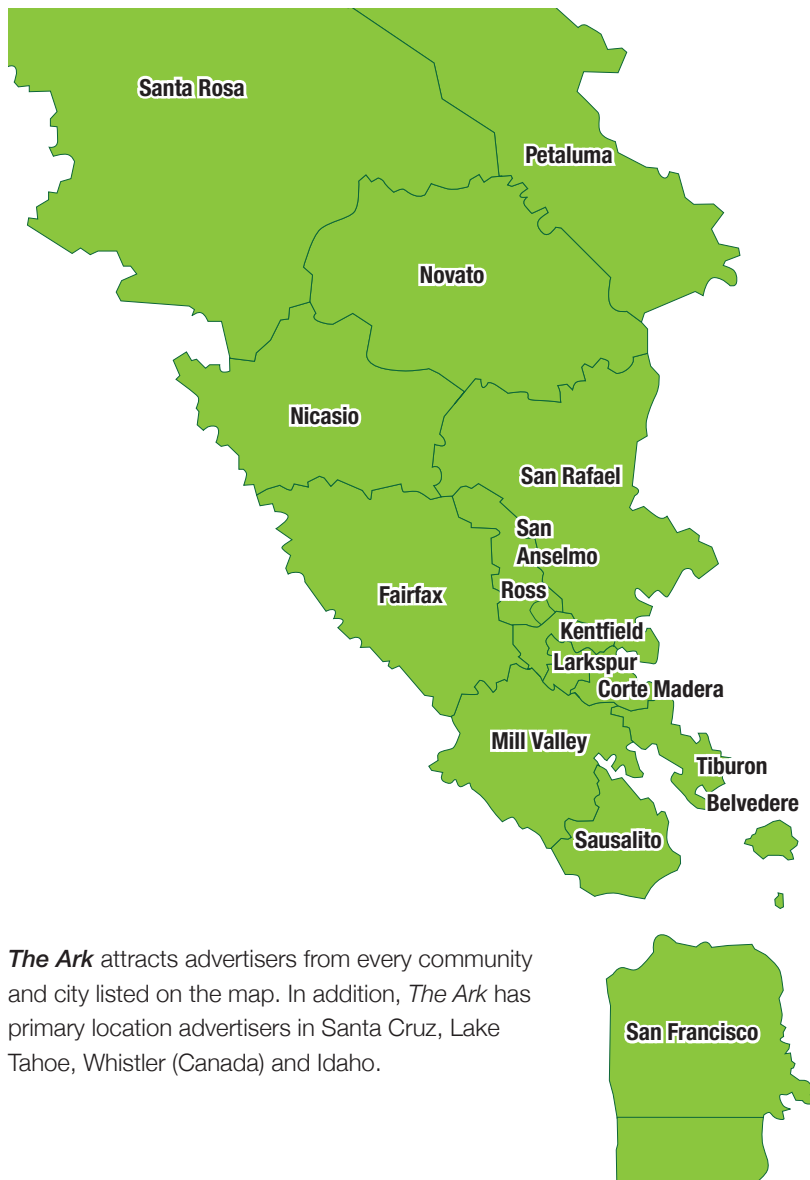 Santa Rosa
Petaluma
Novato
Nicasio
San Rafael
San
Anselmo
Fairfax
Ross
Kentfield
Larkspur
Corte Madera
Mill Valley
Tiburon
Belvedere
Sausalito
The Ark attracts advertisers from every community
and city listed on the map. In addition, The Ark has
primary location advertisers in Santa Cruz, Lake
Tahoe, Whistler (Canada) and Idaho.
San Francisco